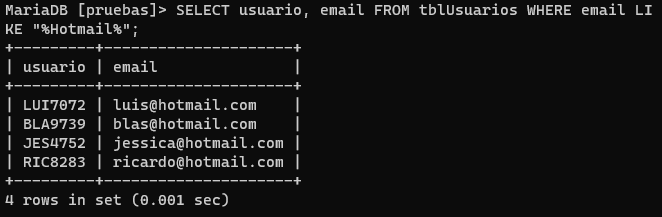 MariaDB [pruebas]> SELECT usuario, email FROM tblUsuarios WHERE email LI
KE "%Hotmail%";
+---------+---------------------+
| usuario | email               |
+---------+---------------------+
| LUI7072 | luis@hotmail.com    |
| BLA9739 | blas@hotmail.com    |
| JES4752 | jessica@hotmail.com |
| RIC8283 | ricardo@hotmail.com |
+---------+---------------------+
4 rows in set (0.001 sec)